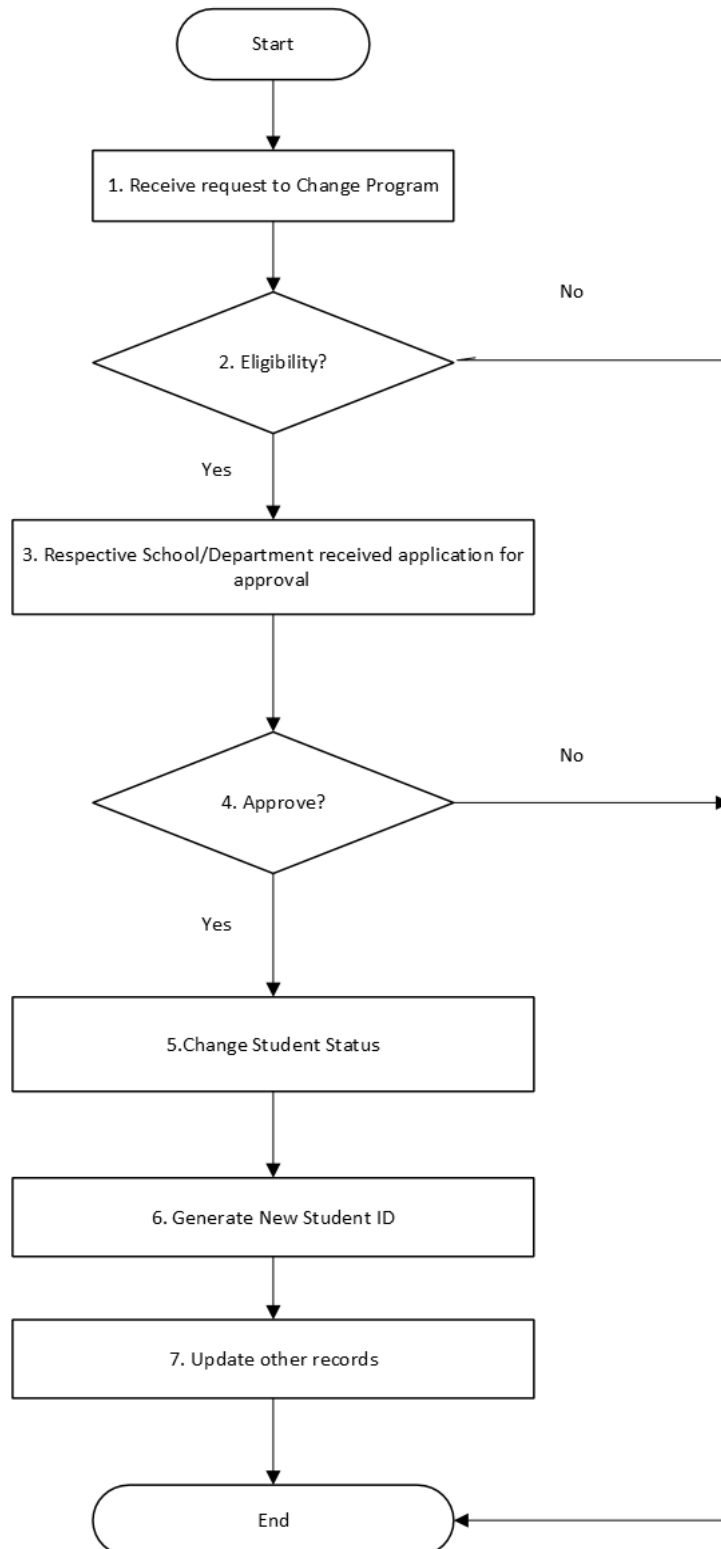 Start
1. Receive request to Change Program
No
2. Eligibility?
Yes
3. Respective School/Department received application for
approval
No
4. Approve?
Yes
5.Change Student Status
6. Generate New Student ID
7. Update other records
End